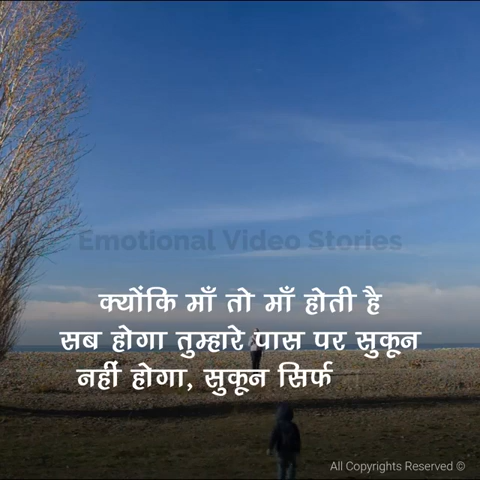 Emotional Video Stories
क्योंकि माँ तो माँ होती है
सब होगा तुम्हारे पास पर सुकून
नहीं होगा, सुकून सिर्फ
All Copyrights Reserved ©